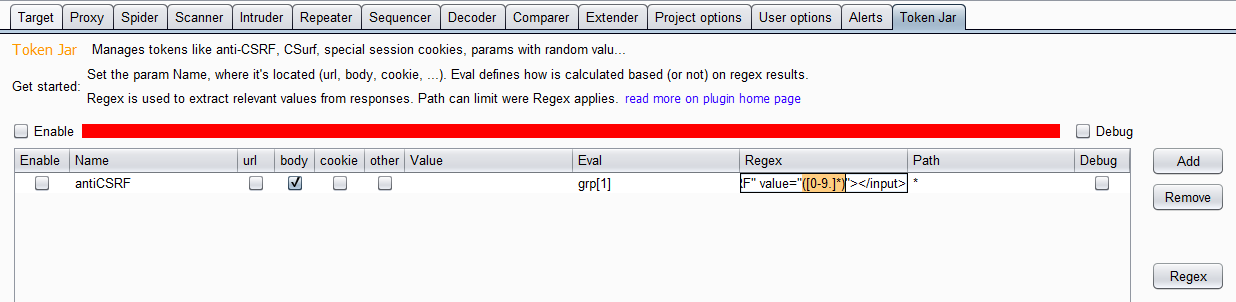 Target Proxy Spider Scanner Intruder Repeater Sequencer Decoder Comparer Extender Project options User options Alerts Token Jar
Token Jar Manages tokens like anti-CSRF, CSurf, special session cookies, params with random valu...
Get started: Set the param Name, where it's located (url, body, cookie, ...). Eval defines how is calculated based (or not) on regex results.
Regex is used to extract relevant values from responses. Path can limit were Regex applies. read more on plugin home page
Enable Debug
Enable Name url body cookie other Value Eval Regex Path Debug Add
antiCSRF grp[1] F" value="([0-9.]*)"></input> *
Remove
Regex